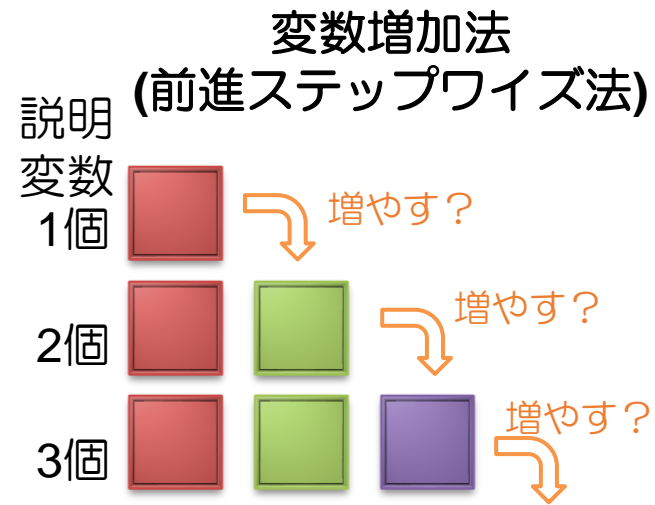 変数増加法
(前進ステップワイズ法)
説明
変数
1個
増やす？
2個
増やす？
3個
増やす？